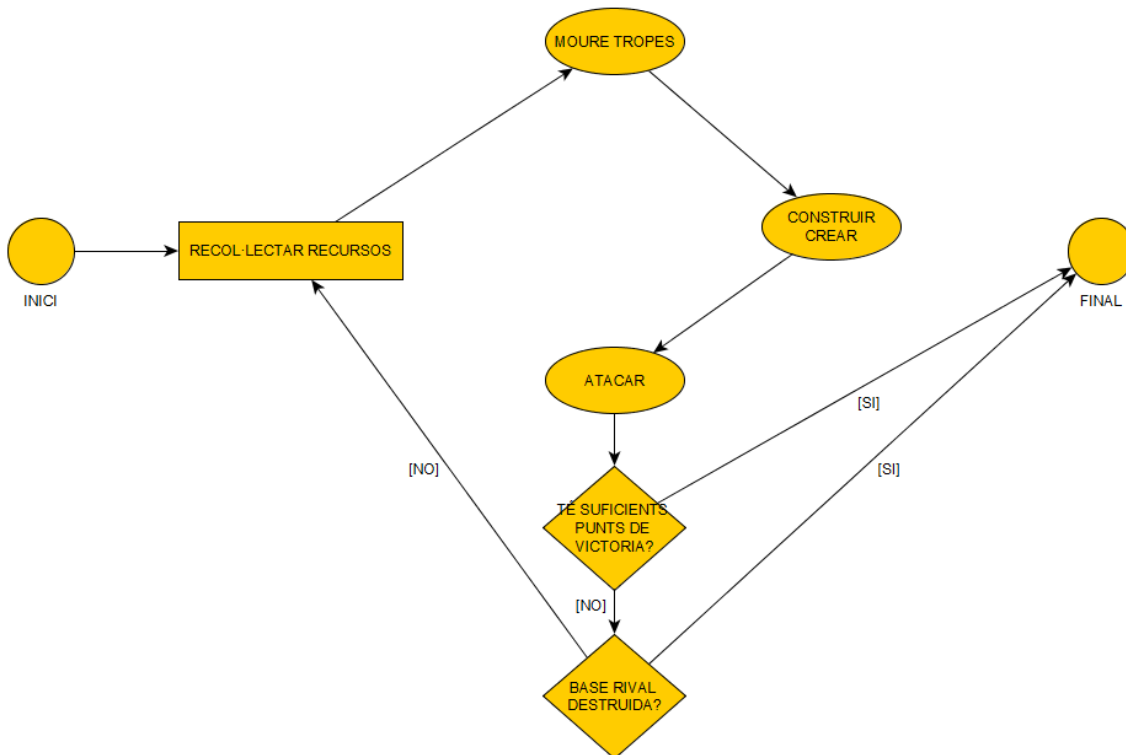 MOURE TROPES
CONSTRUIR
CREAR
RECOL·LECTAR RECURSOS
INICI
FINAL
ATACAR
[SI]
[NO]
[SI]
TÉ SUFICIENTS
PUNTS DE
VICTORIA?
[NO]
BASE RIVAL
DESTRUIDA?